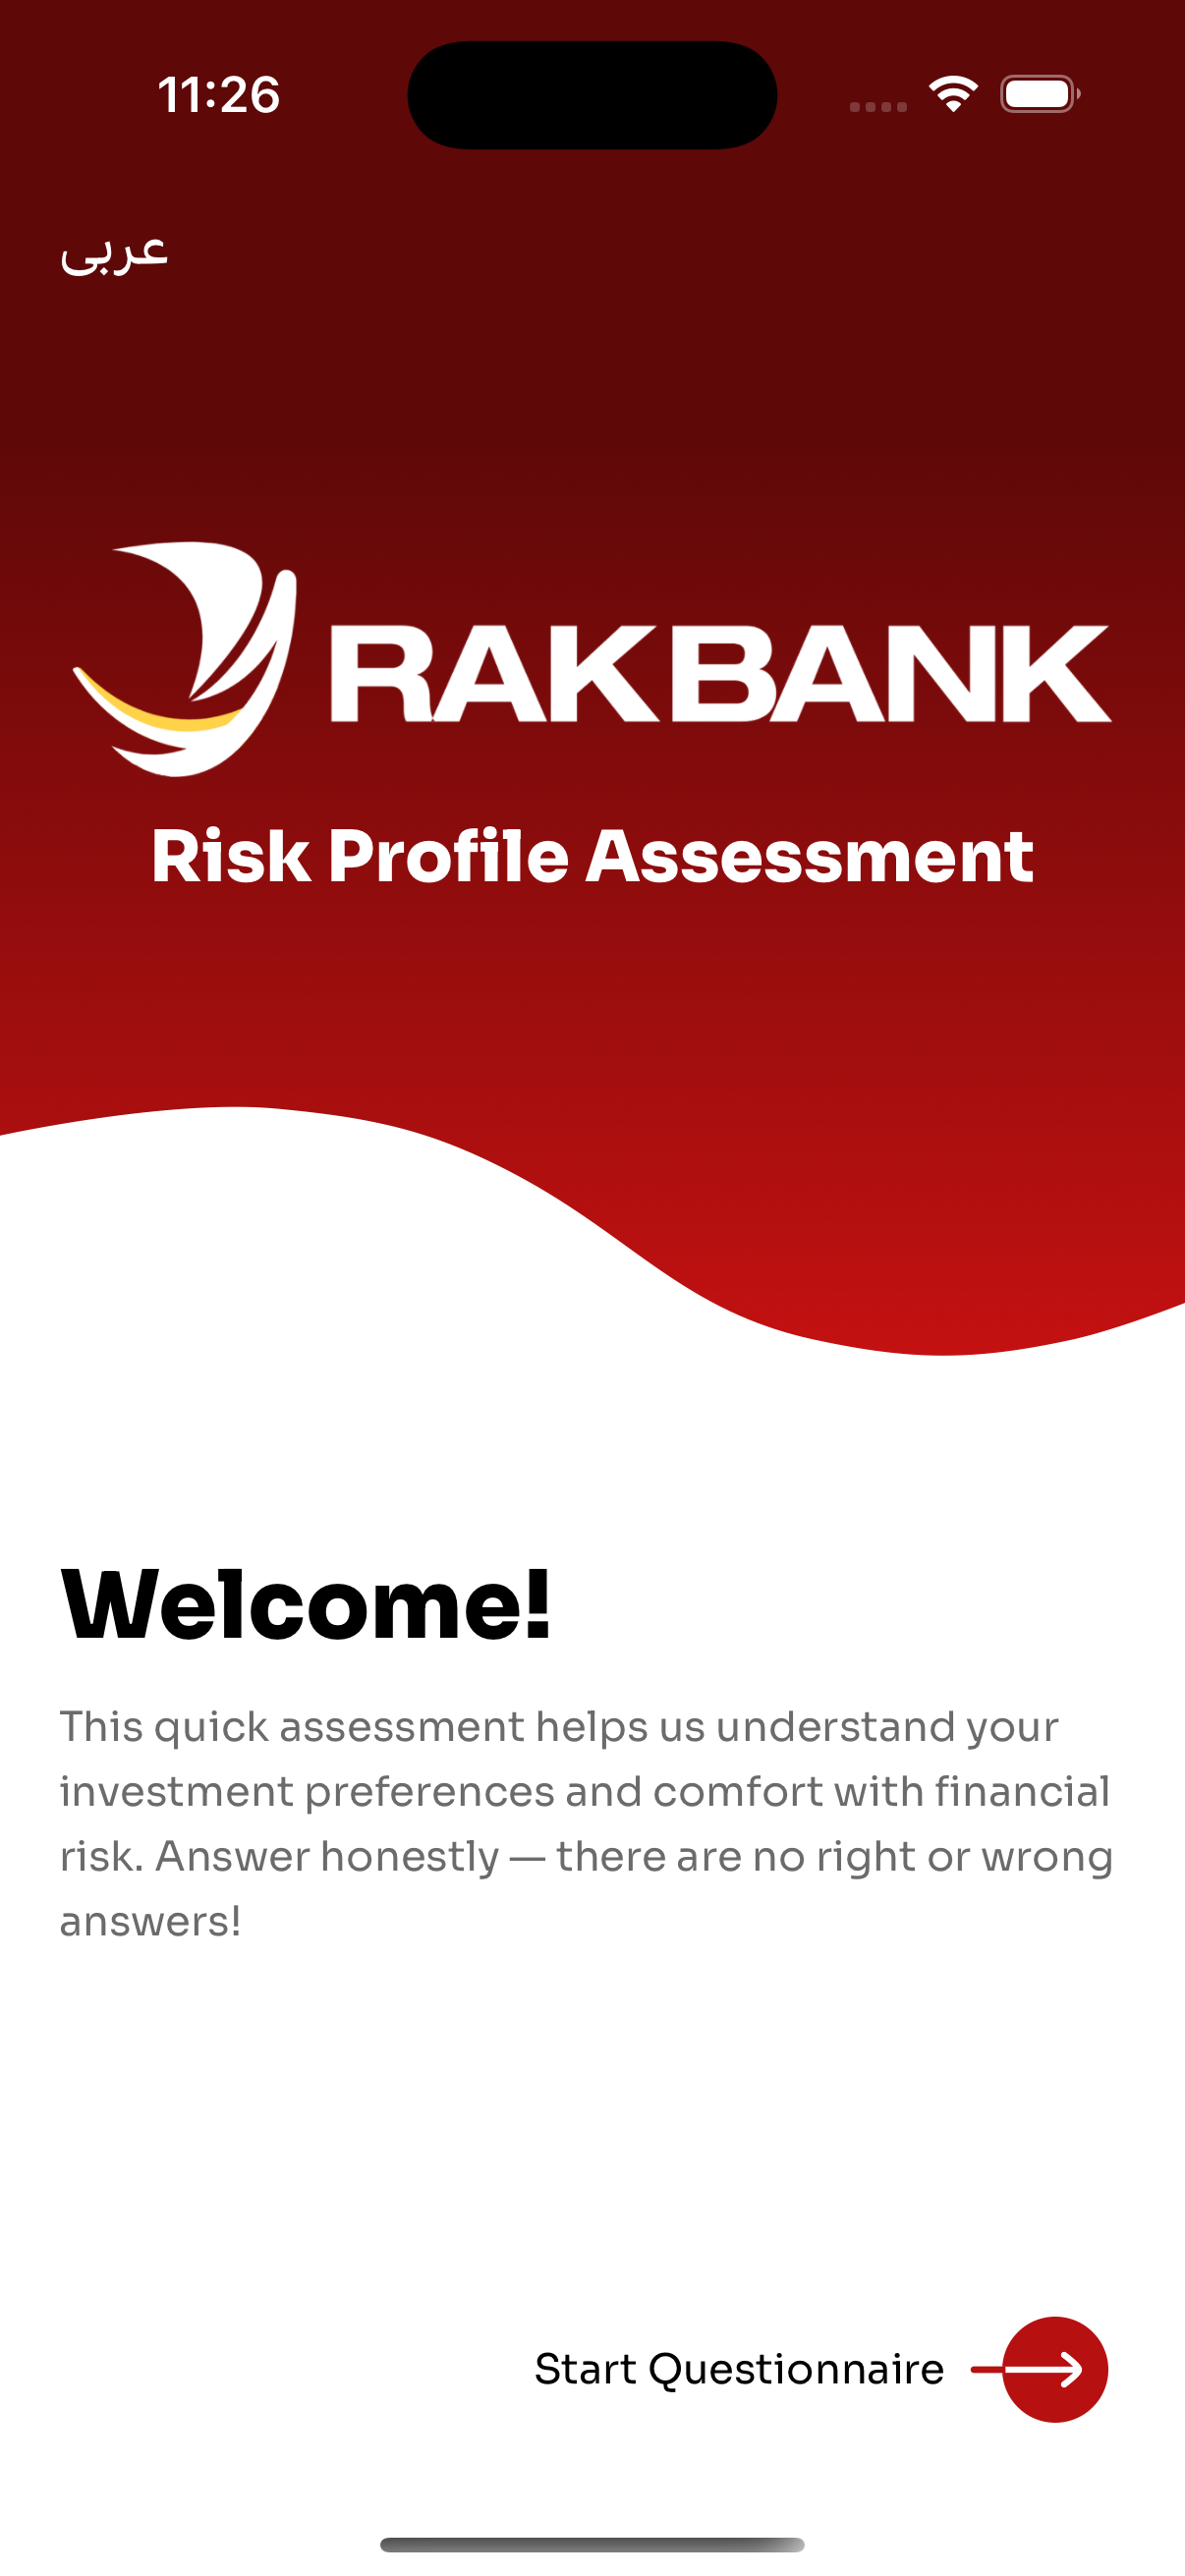 11:26
عربي
RAKBANK
Risk Profile Assessment
Welcome!
This quick assessment helps us understand your
investment preferences and comfort with financial
risk. Answer honestly — there are no right or wrong
answers!
Start Questionnaire